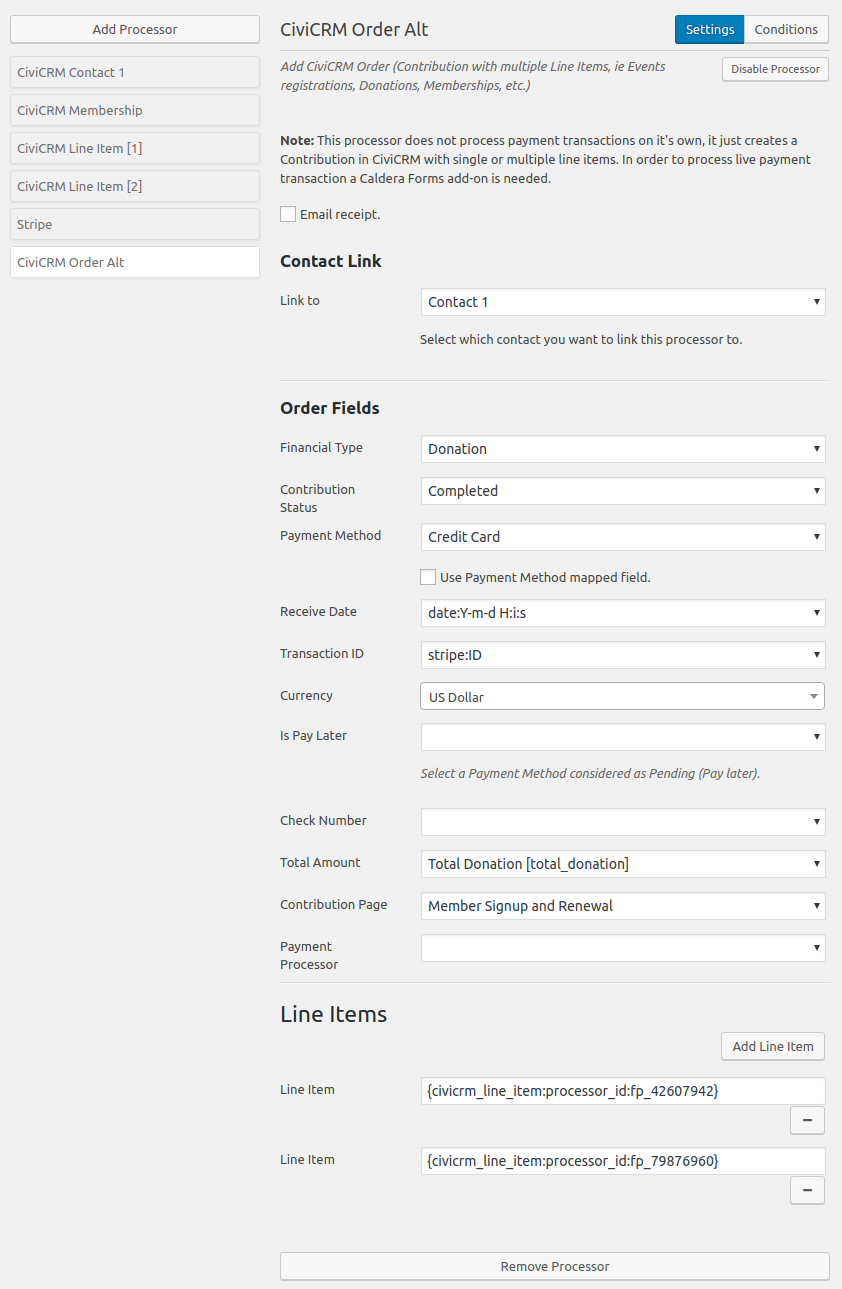 Add Processor
CiviCRM Contact 1
CiviCRM Membership
CiviCRM Line Item [1]
CiviCRM Line Item [2]
Stripe
CiviCRM Order Alt
CiviCRM Order Alt
Settings
Conditions
Add CiviCRM Order (Contribution with multiple Line Items, ie Events
registrations, Donations, Memberships, etc.)
Disable Processor
Note: This processor does not process payment transactions on it's own, it just creates a
Contribution in CiviCRM with single or multiple line items. In order to process live payment
transaction a Caldera Forms add-on is needed.
Email receipt.
Contact Link
Link to
Contact 1
Select which contact you want to link this processor to.
Order Fields
Financial Type
Donation
Contribution
Status
Completed
Payment Method
Credit Card
Use Payment Method mapped field.
Receive Date
date:Y-m-d H:i:s
Transaction ID
stripe:ID
Currency
US Dollar
Is Pay Later
Select a Payment Method considered as Pending (Pay later).
Check Number
Total Amount
Total Donation [total_donation]
Contribution Page
Member Signup and Renewal
Payment
Processor
Line Items
Add Line Item
Line Item
{civicrm_line_item:processor_id:fp_42607942}
Line Item
{civicrm_line_item:processor_id:fp_79876960}
Remove Processor